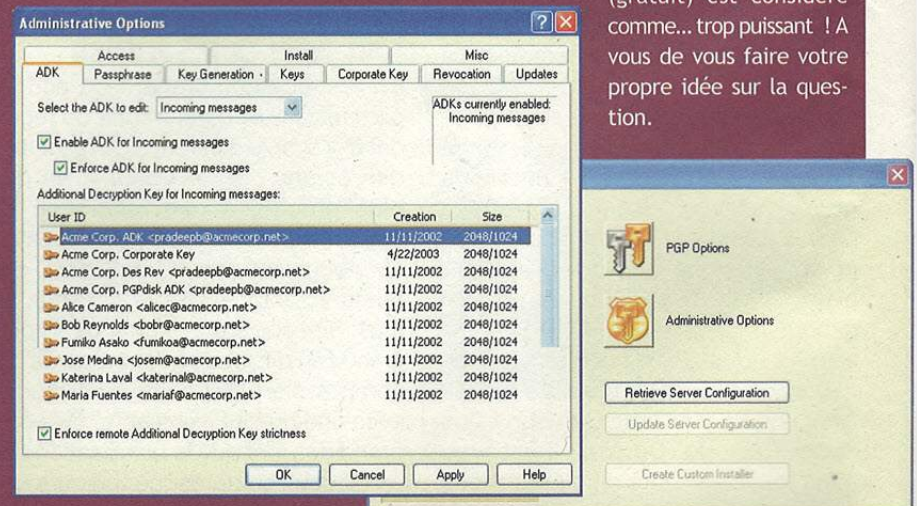 (gratuit) est considéré
comme... trop puissant ! A
vous de vous faire votre
propre idée sur la ques-
tion.
Administrative Options
Access Install Misc
ADK Passphrase Key Generation Keys Corporate Key Revocation Updates
Select the ADK to edit: Incoming messages
ADKs currently enabled:
Incoming messages
Enable ADK for Incoming messages
Enforce ADK for Incoming messages
Additional Decryption Key for Incoming messages:
User ID Creation Size
Acme Corp. ADK <pradeepb@acmecorp.net> 11/11/2002 2048/1024
Acme Corp. Corporate Key 4/22/2003 2048/1024
Acme Corp. Des Rev <pradeepb@acmecorp.net> 11/11/2002 2048/1024
Acme Corp. PGPdisk ADK <pradeepb@acmecorp.net> 11/11/2002 2048/1024
Alice Cameron <alicec@acmecorp.net> 11/11/2002 2048/1024
Bob Reynolds <bobr@acmecorp.net> 11/11/2002 2048/1024
Fumiko Asako <fumikoa@acmecorp.net> 11/11/2002 2048/1024
Jose Medina <josem@acmecorp.net> 11/11/2002 2048/1024
Katerina Laval <katerinal@acmecorp.net> 11/11/2002 2048/1024
Maria Fuentes <mariaf@acmecorp.net> 11/11/2002 2048/1024
Enforce remote Additional Decryption Key strictness
OK Cancel Apply Help
PGP Options
Administrative Options
Retrieve Server Configuration
Update Server Configuration
Create Custom Installer